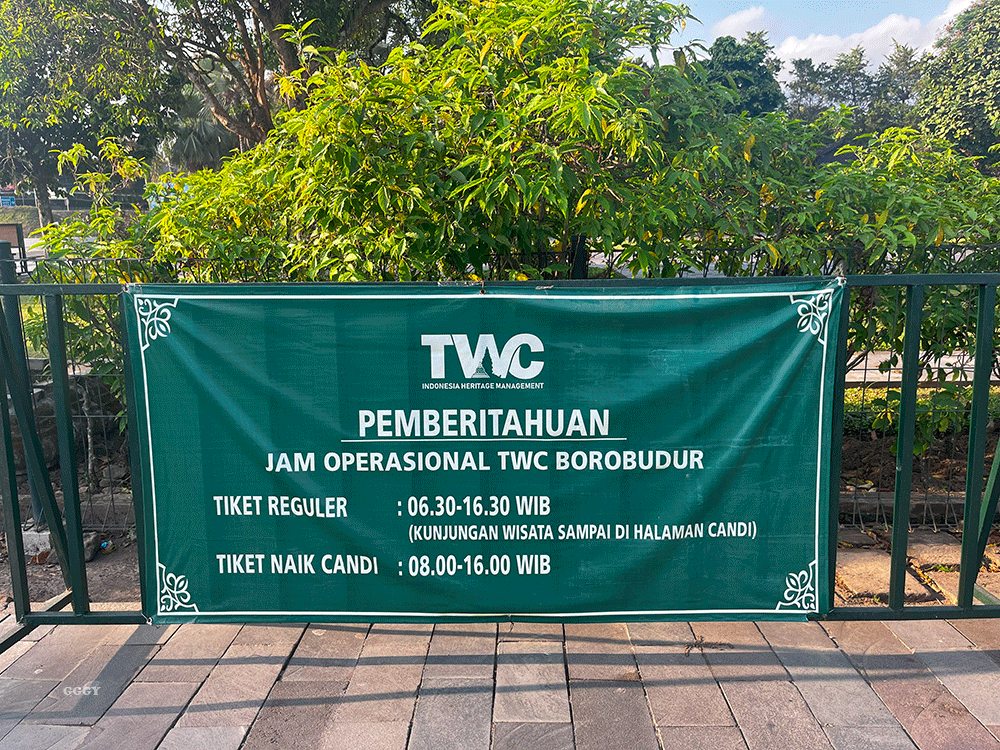 TWC
INDONESIA HERITAGE MANAGEMENT
PEMBERITAHUAN
JAM OPERASIONAL TWC BOROBUDUR
TIKET REGULER : 06.30-16.30 WIB
(KUNJUNGAN WISATA SAMPAI DI HALAMAN CANDI)
TIKET NAIK CANDI : 08.00-16.00 WIB
GGGY